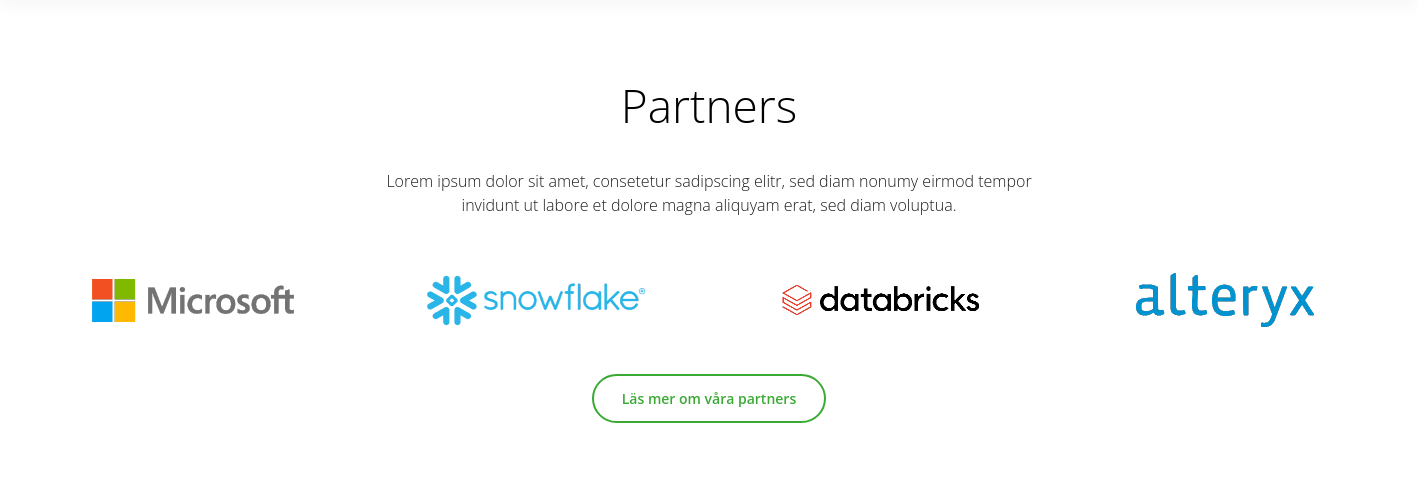 Partners
Lorem ipsum dolor sit amet, consetetur sadipscing elitr, sed diam nonumy eirmod tempor
invidunt ut labore et dolore magna aliquyam erat, sed diam voluptua.
Microsoft snowflake® databricks alteryx
Läs mer om våra partners